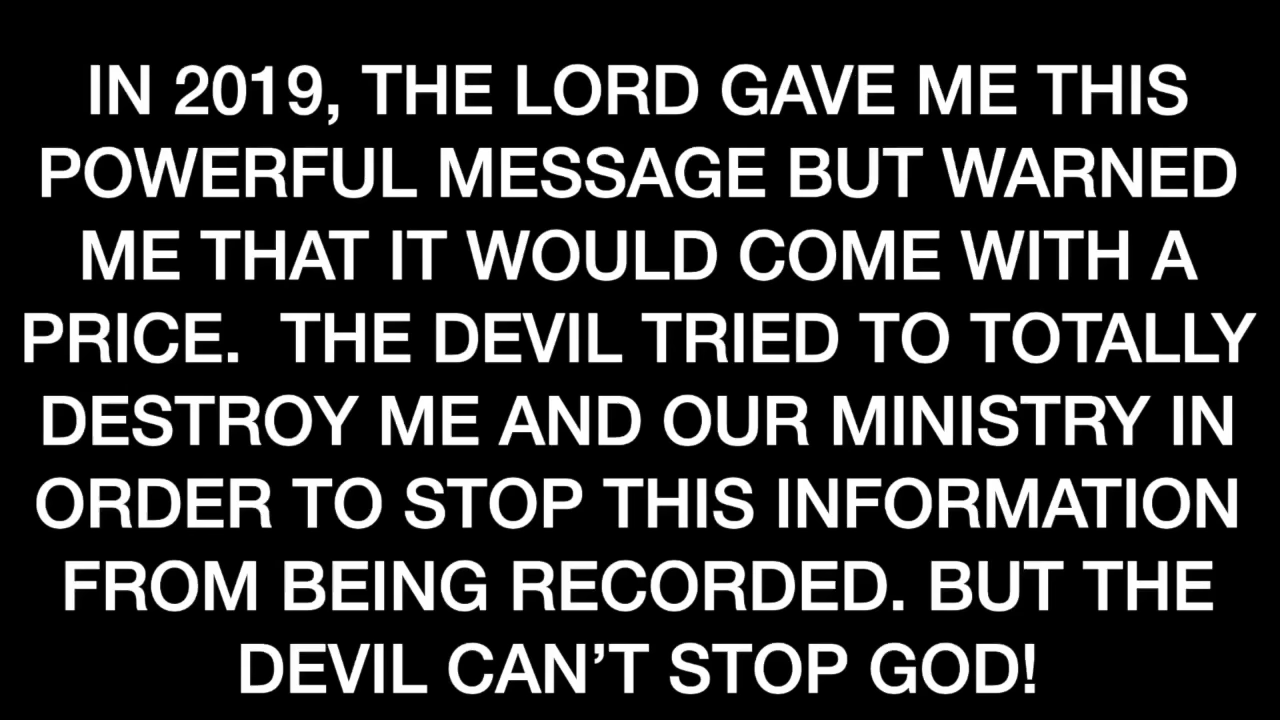 IN 2019, THE LORD GAVE ME THIS
POWERFUL MESSAGE BUT WARNED
ME THAT IT WOULD COME WITH A
PRICE.  THE DEVIL TRIED TO TOTALLY
DESTROY ME AND OUR MINISTRY IN
ORDER TO STOP THIS INFORMATION
FROM BEING RECORDED. BUT THE
DEVIL CAN’T STOP GOD!